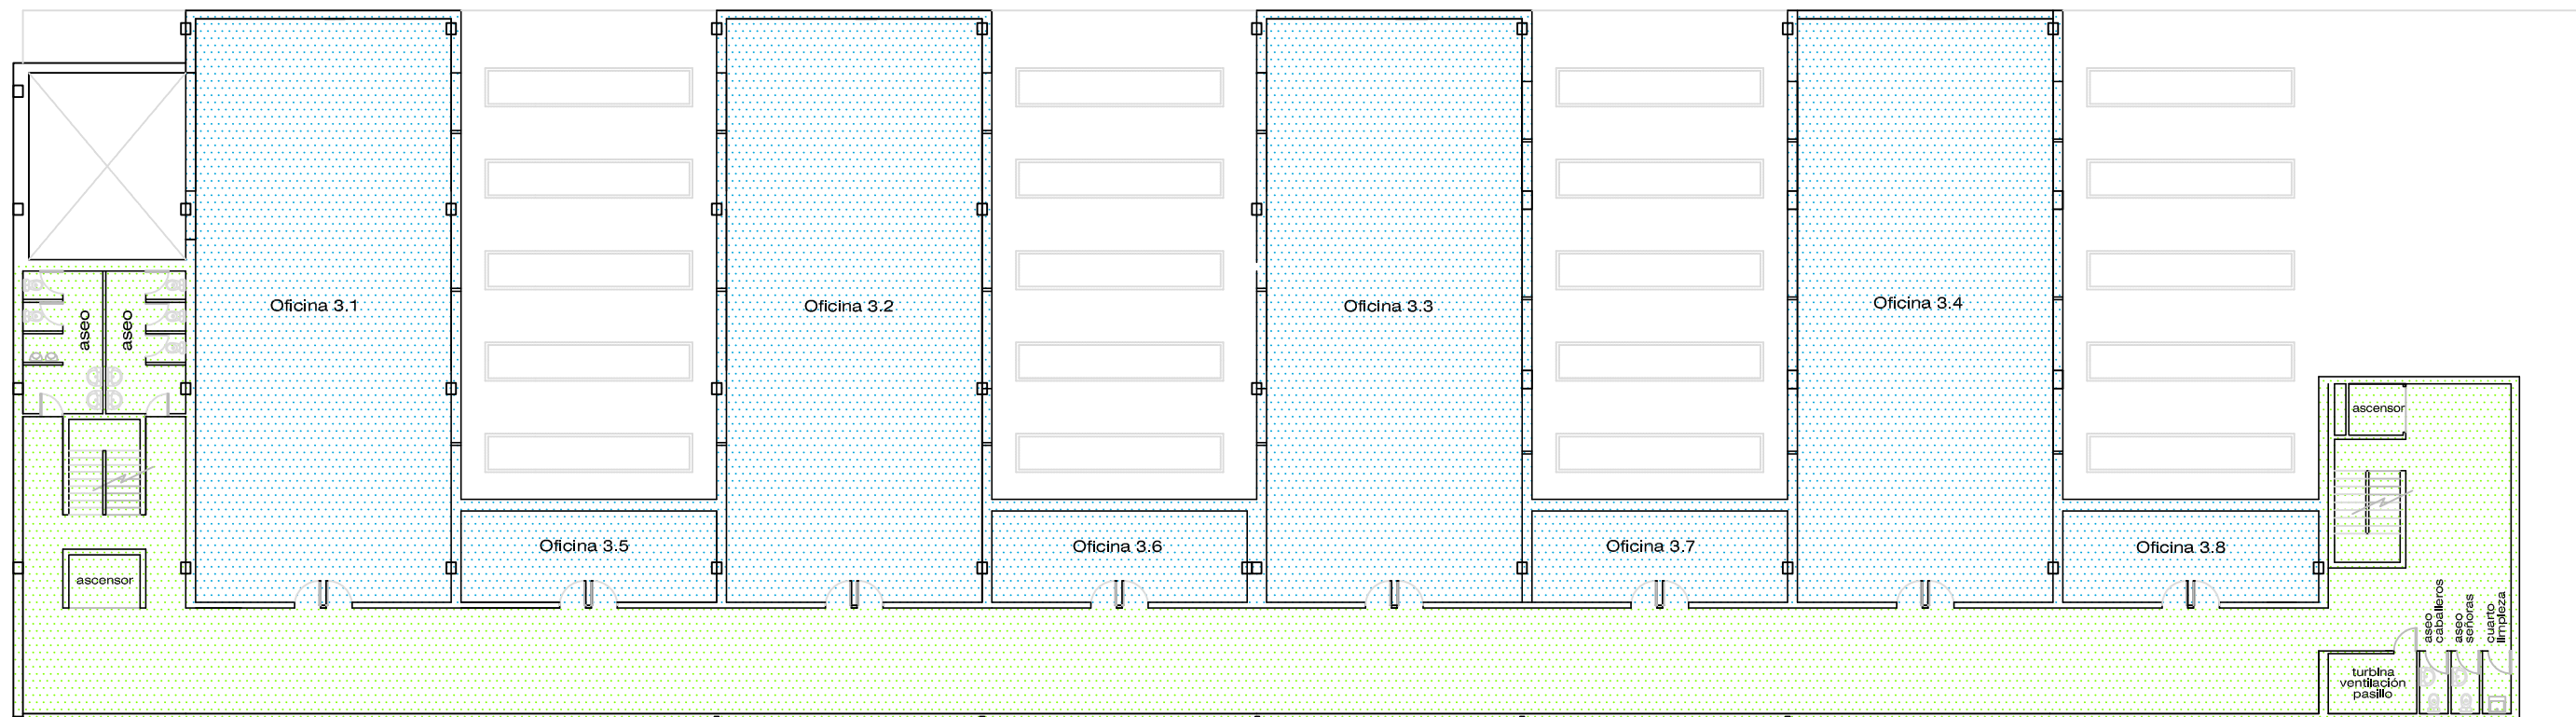 Oficina 3.1
Oficina 3.2
Oficina 3.3
Oficina 3.4
aseo
aseo
ascensor
Oficina 3.5
Oficina 3.6
Oficina 3.7
Oficina 3.8
ascensor
aseo
caballeros
aseo
señoras
cuarto
limpieza
turbina
ventilación
pasillo